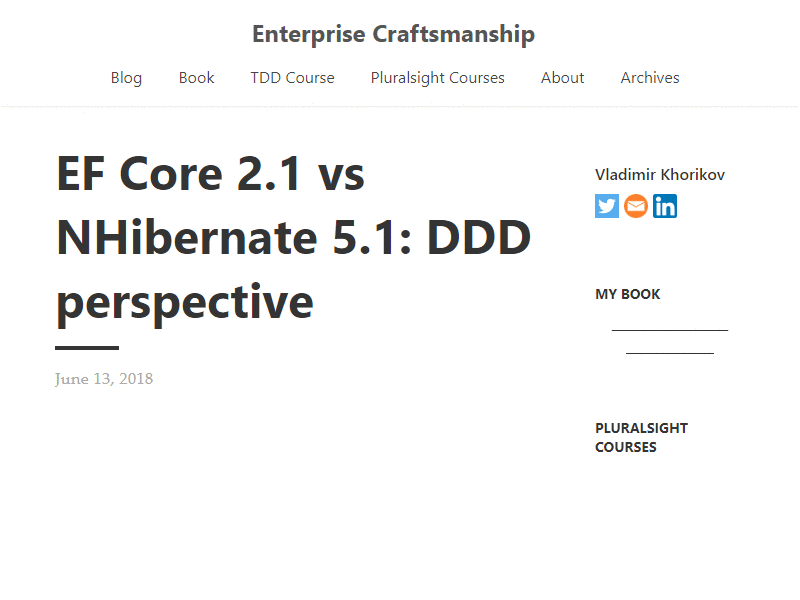 Enterprise Craftsmanship
Blog Book TDD Course Pluralsight Courses About Archives
EF Core 2.1 vs
NHibernate 5.1: DDD
perspective
June 13, 2018
Vladimir Khorikov
in
MY BOOK
PLURALSIGHT
COURSES